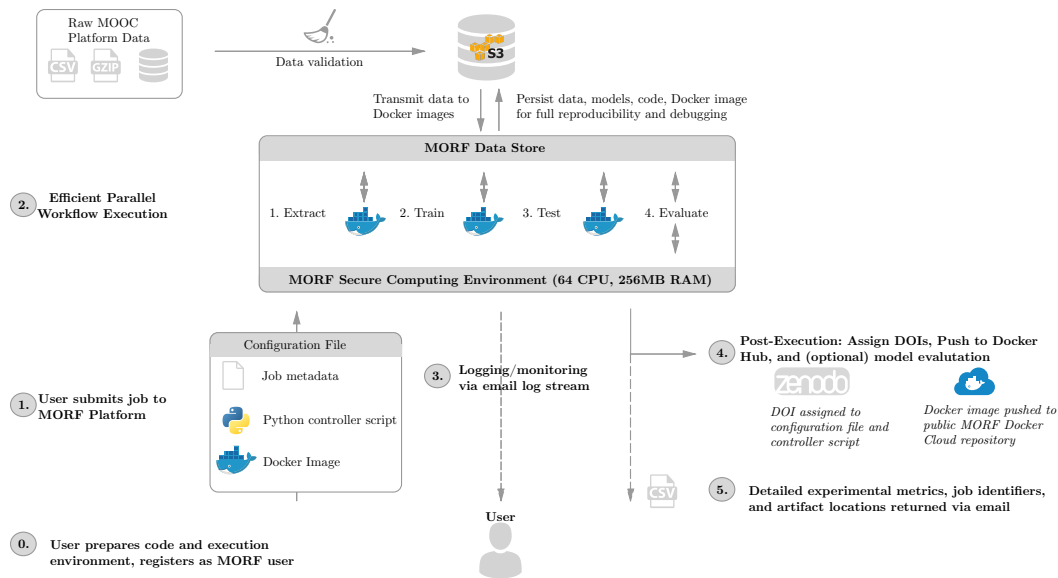 Raw MOOC
Platform Data
CSV
GZIP
Data validation
S3
Transmit data to
Docker images
Persist data, models, code, Docker image
for full reproducibility and debugging
MORF Data Store
2.
Efficient Parallel
Workflow Execution
1. Extract
2. Train
3. Test
4. Evaluate
MORF Secure Computing Environment (64 CPU, 256MB RAM)
Configuration File
Job metadata
Python controller script
Docker Image
1.
User submits job to
MORF Platform
3.
Logging/monitoring
via email log stream
4.
Post-Execution: Assign DOIs, Push to Docker
Hub, and (optional) model evalutation
zenodo
DOI assigned to
configuration file and
controller script
Docker image pushed to
public MORF Docker
Cloud repository
CSV
5.
Detailed experimental metrics, job identifiers,
and artifact locations returned via email
User
0.
User prepares code and execution
environment, registers as MORF user